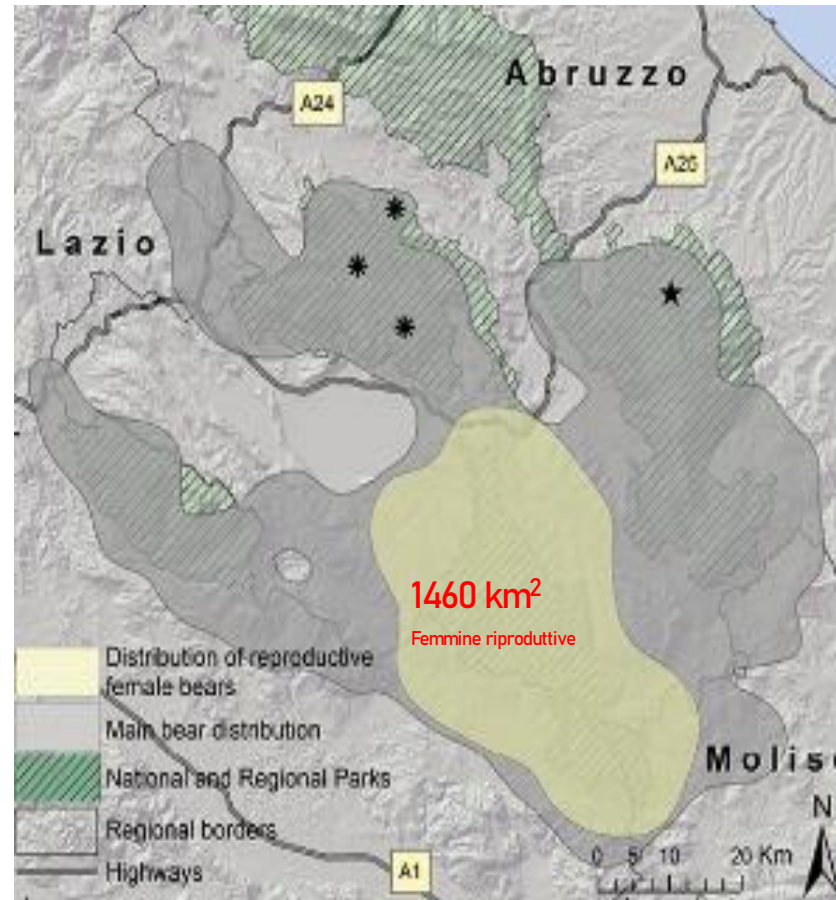 Abruzzo
A24
A25
Lazio
1460 km²
Femmine riproduttive
Distribution of reproductive
female bears
Main bear distribution
Molise
National and Regional Parks
N
Regional borders
0 5 10 20 Km
Highways
A1